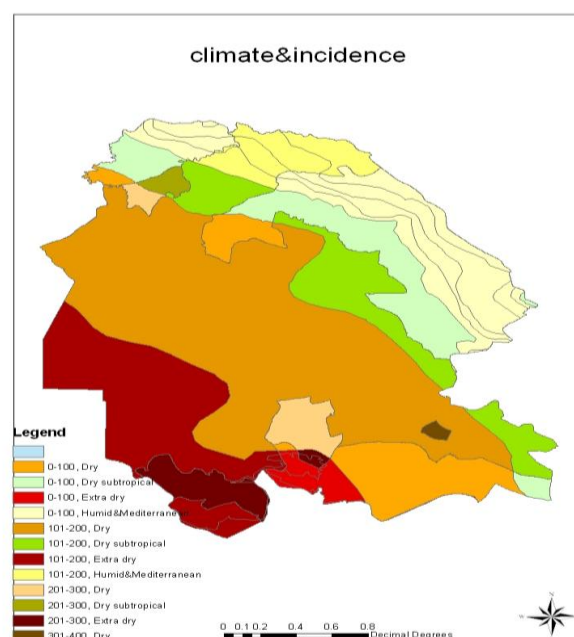 climate&incidence
Legend
0-100, Dry
0-100, Dry subtropical
0-100, Extra dry
0-100, Humid&Mediterranean
101-200, Dry
101-200, Dry subtropical
101-200, Extra dry
101-200, Humid&Mediterranean
201-300, Dry
201-300, Dry subtropical
201-300, Extra dry
301-400, Dry
0 0.1 0.2 0.4 0.6 0.8
Decimal Degrees